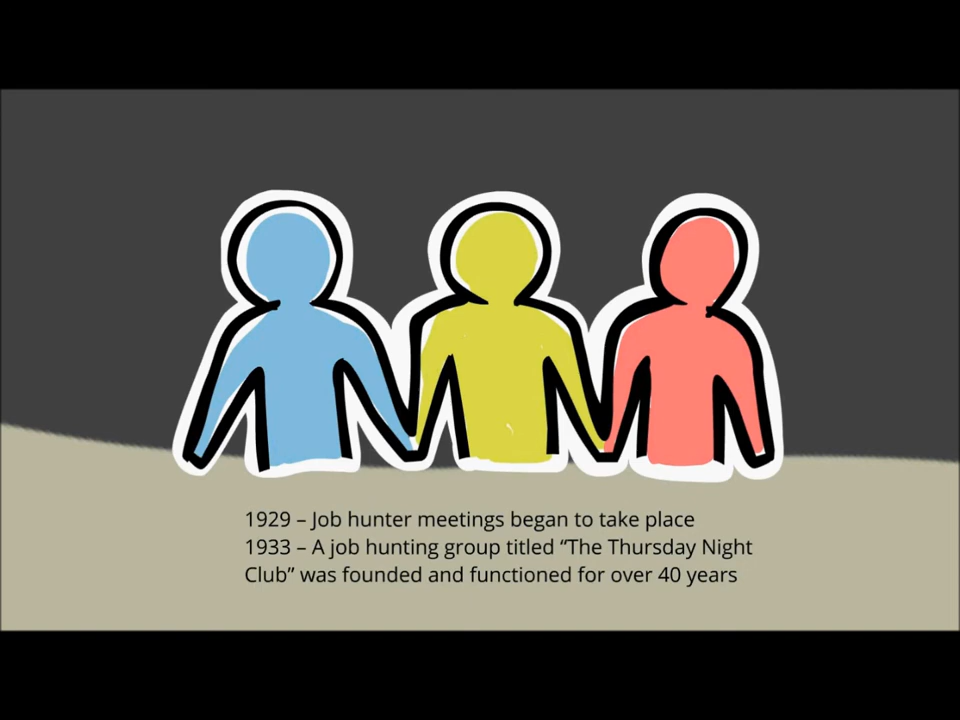 1929 – Job hunter meetings began to take place
1933 – A job hunting group titled “The Thursday Night
Club” was founded and functioned for over 40 years